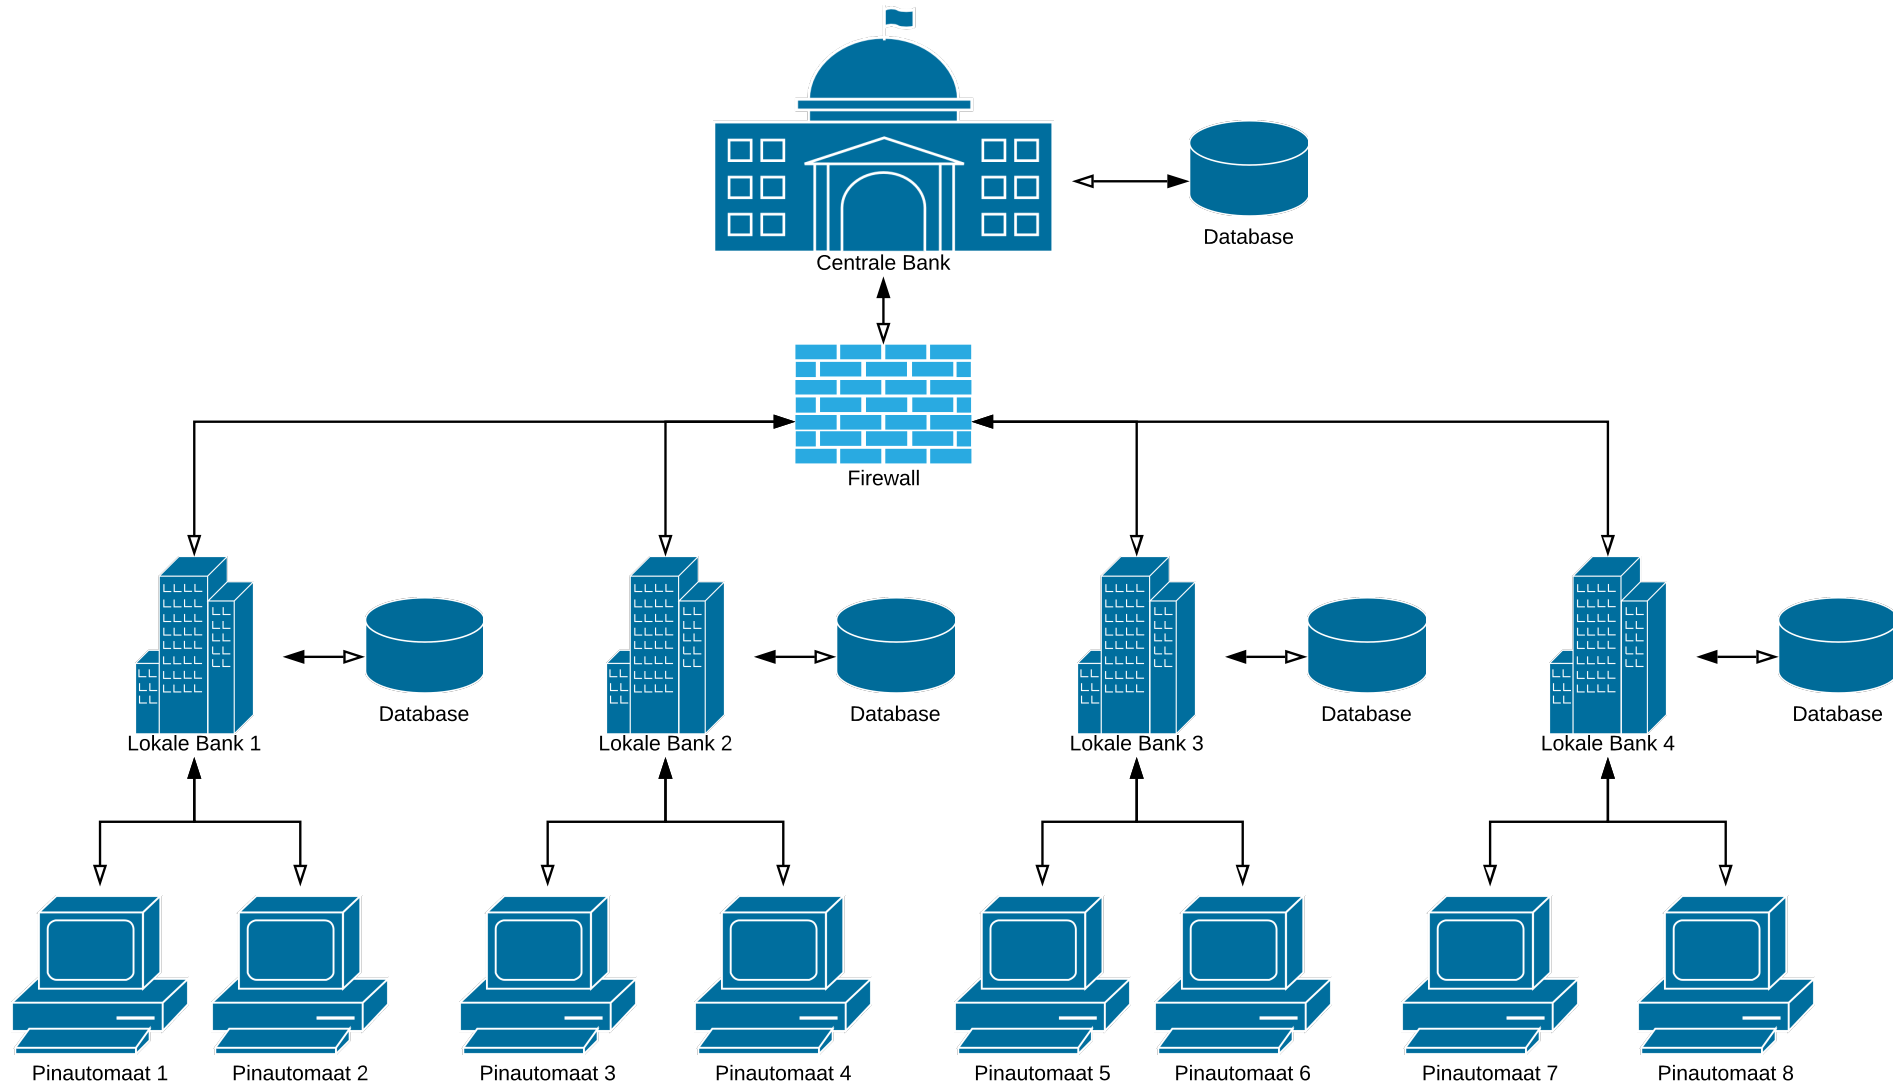 Database
Centrale Bank
Firewall
Database
Database
Database
Database
Lokale Bank 1
Lokale Bank 2
Lokale Bank 3
Lokale Bank 4
Pinautomaat 1
Pinautomaat 2
Pinautomaat 3
Pinautomaat 4
Pinautomaat 5
Pinautomaat 6
Pinautomaat 7
Pinautomaat 8